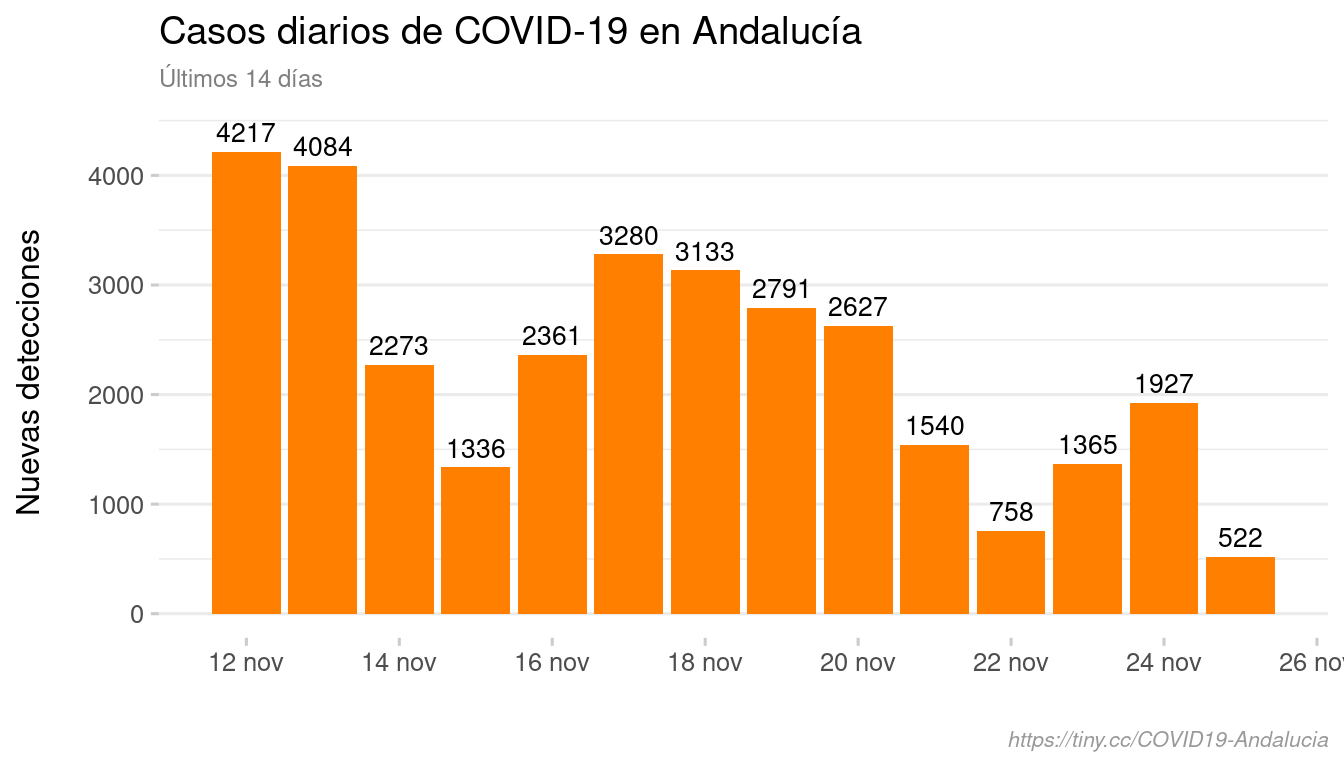 Casos diarios de COVID-19 en Andalucía
Últimos 14 días
Nuevas detecciones
4000
3000
2000
1000
0
4217
4084
2273
1336
2361
3280
3133
2791
2627
1540
758
1365
1927
522
12 nov
14 nov
16 nov
18 nov
20 nov
22 nov
24 nov
26 nov
https://tiny.cc/COVID19-Andalucia